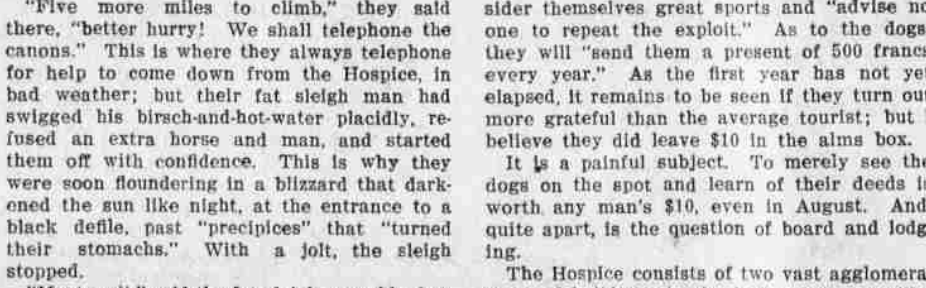 "Five more miles to climb," they said
there, "better hurry! We shall telephone the
canons." This is where they always telephone
for help to come down from the Hospice, in
bad weather; but their fat sleigh man had
swigged his birsch-and-hot-water placidly, re-
fused an extra horse and man, and started
them off with confidence. This is why they
were soon floundering in a blizzard that dark-
ened the sun like night, at the entrance to a
black defile, past "precipices" that "turned
their stomachs." With a jolt, the sleigh
stopped.
sider themselves great sports and "advise no
one to repeat the exploit." As to the dogs
they will "send them a present of 500 francs
every year." As the first year has not yet
elapsed, it remains to be seen if they turn out
more grateful than the average tourist; but I
believe they did leave $10 in the alms box.
It is a painful subject. To merely see the
dogs on the spot and learn of their deeds is
worth any man's $10, even in August. And
quite apart, is the question of board and lodg
ing.
The Hospice consists of two vast agglomera